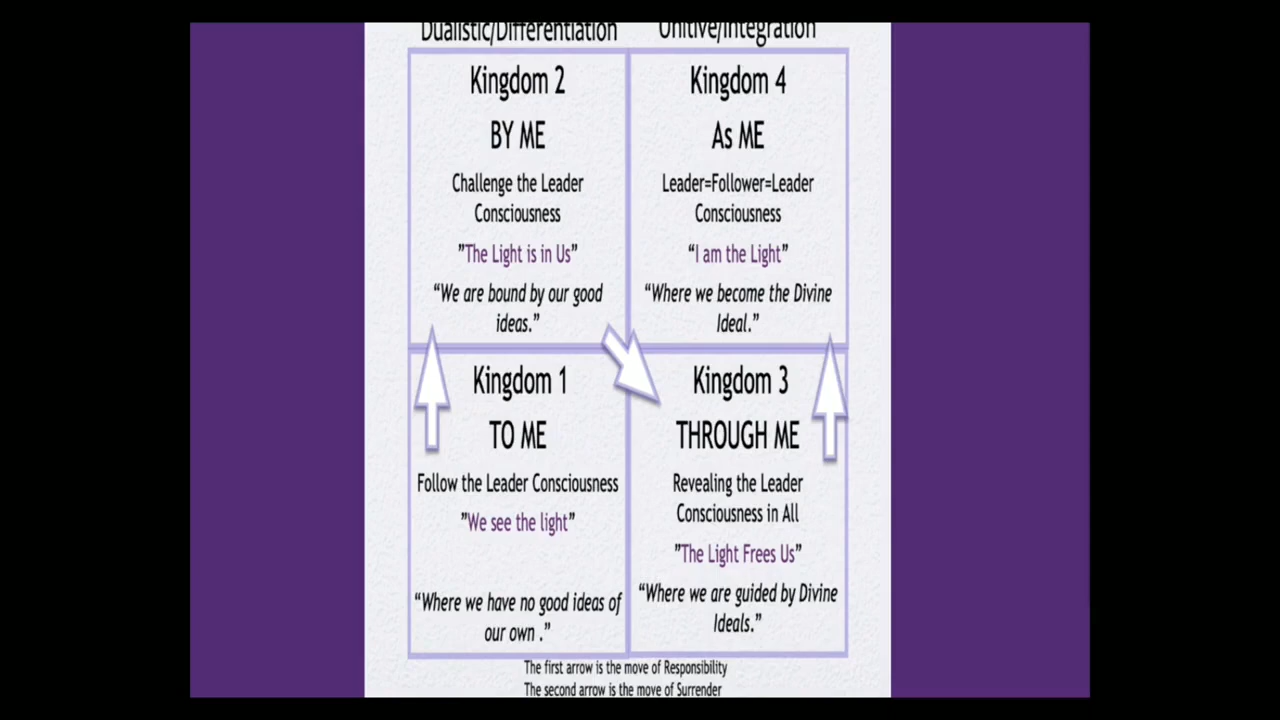 Dualistic/Differentiation
Unitive/Integration
Kingdom 2
BY ME
Challenge the Leader
Consciousness
"The Light is in Us"
“We are bound by our good
ideas.”
Kingdom 4
As ME
Leader=Follower=Leader
Consciousness
“I am the Light”
“Where we become the Divine
Ideal.”
Kingdom 1
TO ME
Follow the Leader Consciousness
"We see the light"
“Where we have no good ideas of
our own .”
Kingdom 3
THROUGH ME
Revealing the Leader
Consciousness in All
"The Light Frees Us"
“Where we are guided by Divine
Ideals.”
The first arrow is the move of Responsibility
The second arrow is the move of Surrender